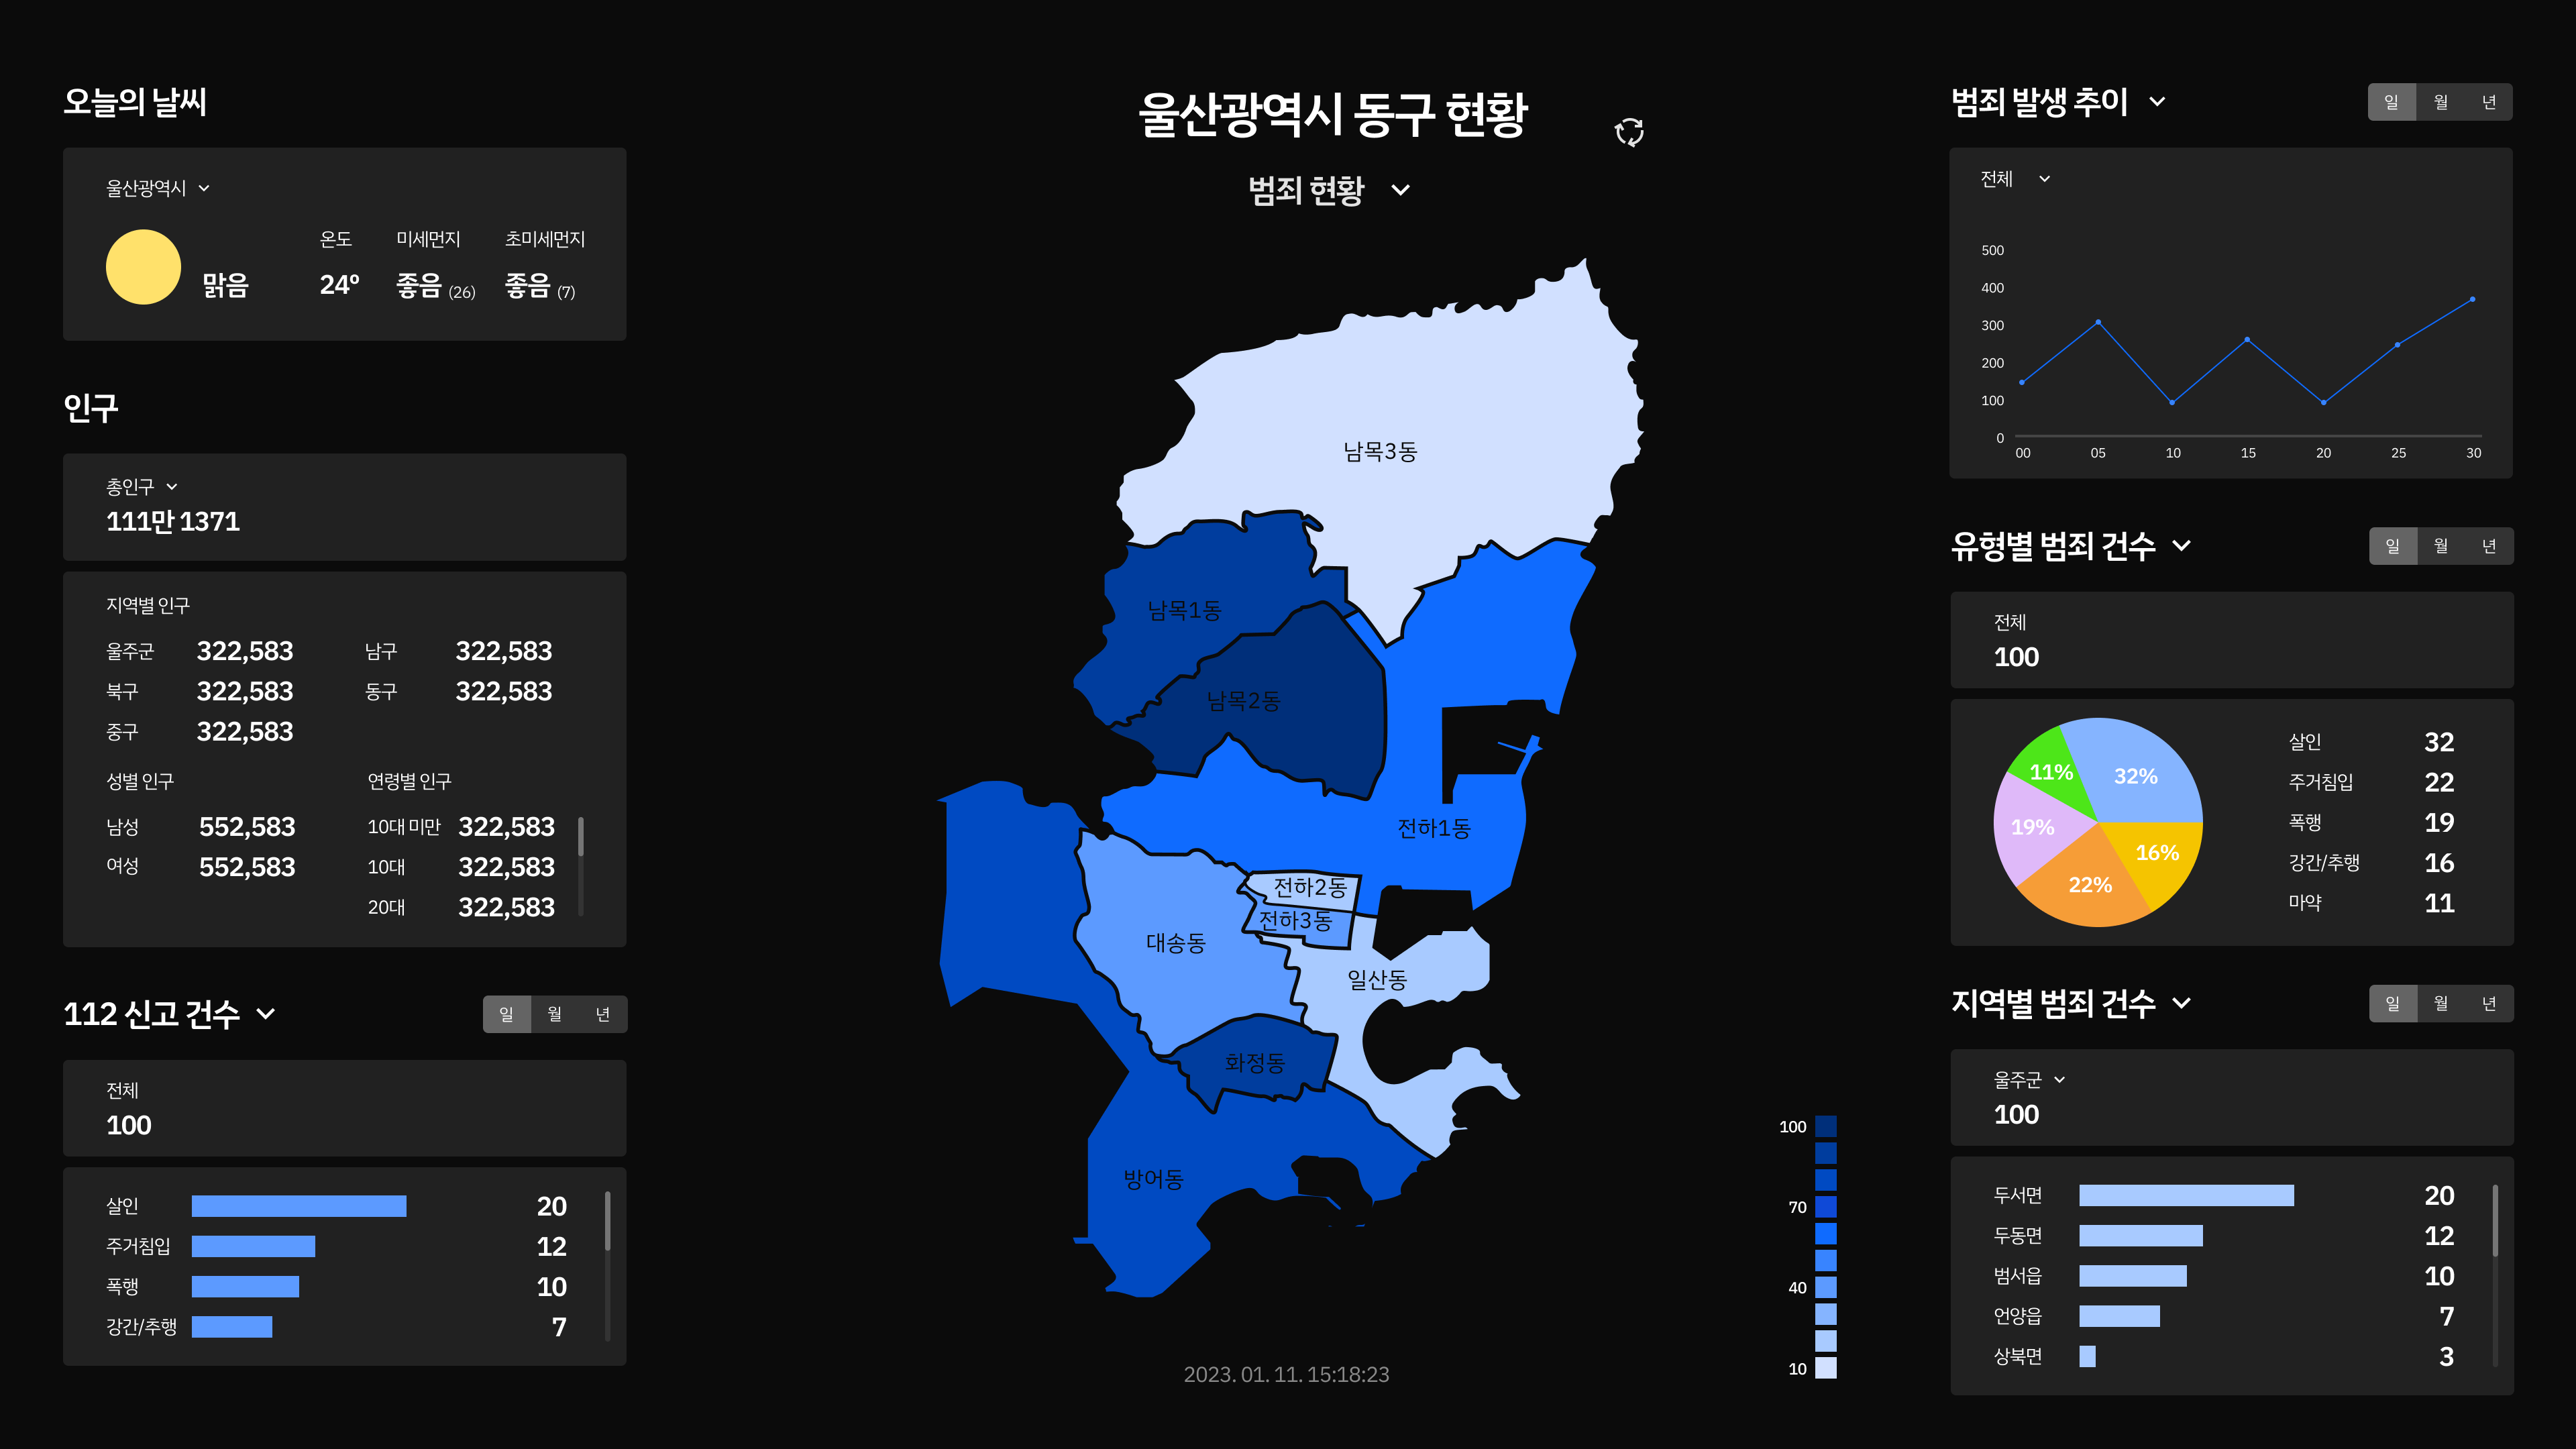 오늘의 날씨
울산광역시
맑음
온도 미세먼지 초미세먼지
24º 좋음 (26) 좋음 (7)
인구
총인구
111만 1371
지역별 인구
울주군 322,583 남구 322,583
북구 322,583 동구 322,583
중구 322,583
성별 인구 연령별 인구
남성 552,583 10대 미만 322,583
여성 552,583 10대 322,583
20대 322,583
112 신고 건수 일 월 년
전체
100
살인 20
주거침입 12
폭행 10
강간/추행 7
울산광역시 동구 현황
범죄 현황
남목3동
남목1동
남목2동
전하1동
전하2동
전하3동
대송동
일산동
화정동
방어동
100
70
40
10
2023. 01. 11. 15:18:23
범죄 발생 추이 일 월 년
전체
500
400
300
200
100
0
00 05 10 15 20 25 30
유형별 범죄 건수 일 월 년
전체
100
11% 32%
19% 16%
22%
살인 32
주거침입 22
폭행 19
강간/추행 16
마약 11
지역별 범죄 건수 일 월 년
울주군
100
두서면 20
두동면 12
범서읍 10
언양읍 7
상북면 3